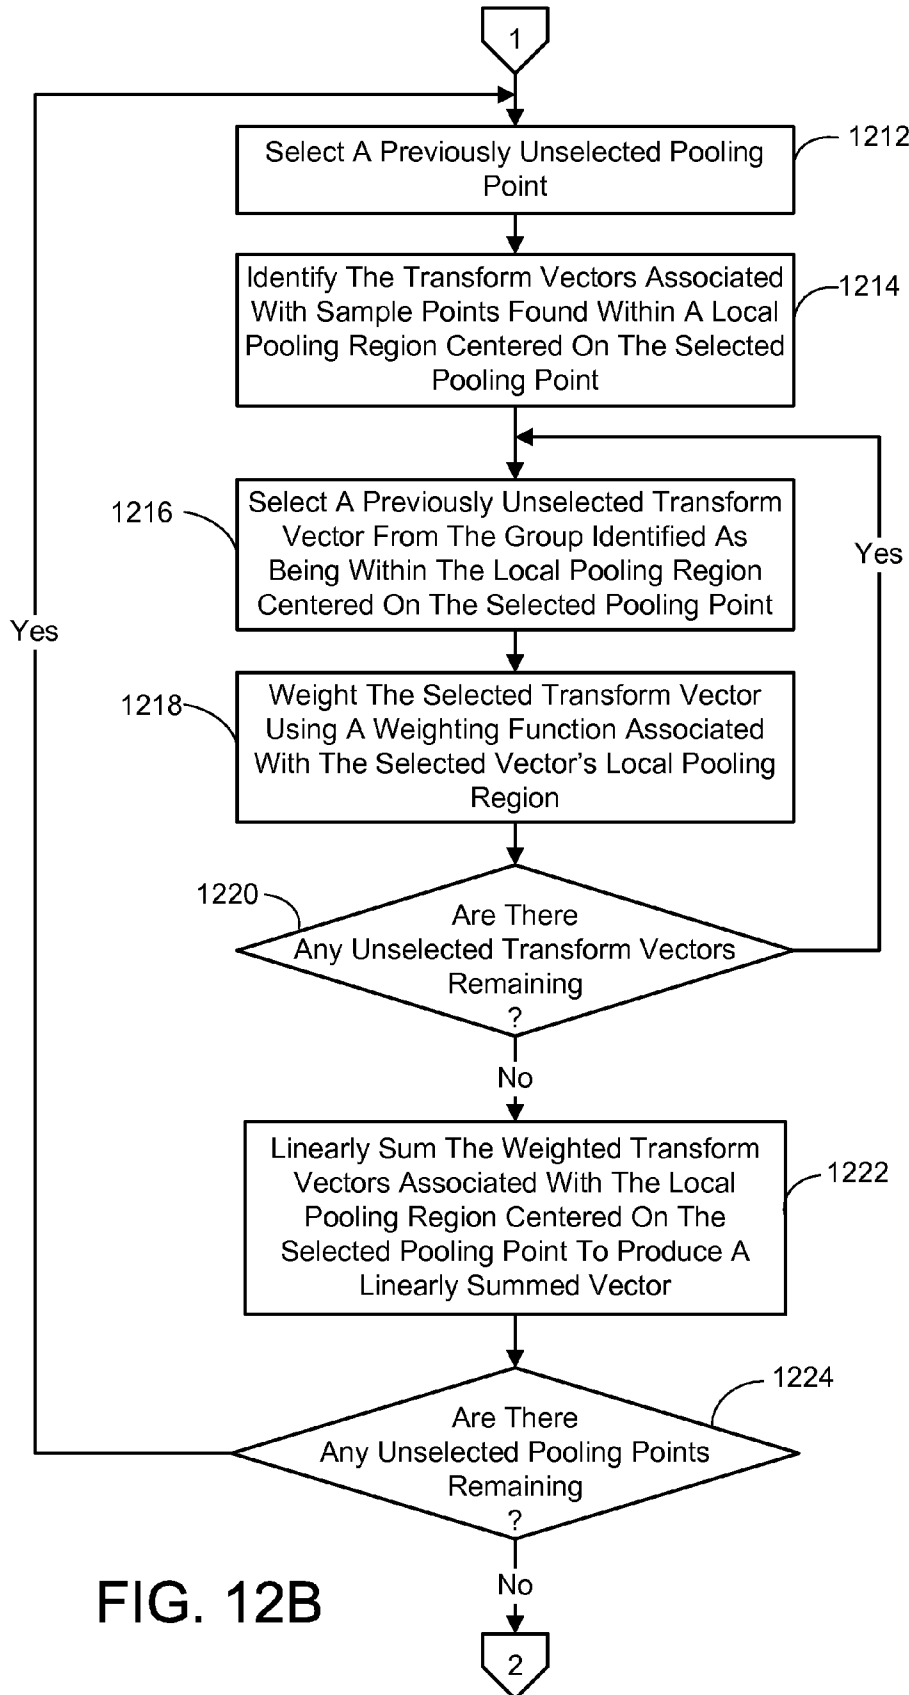 1
Select A Previously Unselected Pooling
Point
1212
Identify The Transform Vectors Associated
With Sample Points Found Within A Local
Pooling Region Centered On The Selected
Pooling Point
1214
Select A Previously Unselected Transform
Vector From The Group Identified As
Being Within The Local Pooling Region
Centered On The Selected Pooling Point
1216
Yes
Yes
Weight The Selected Transform Vector
Using A Weighting Function Associated
With The Selected Vector's Local Pooling
Region
1218
1220
Are There
Any Unselected Transform Vectors
Remaining
?
No
Linearly Sum The Weighted Transform
Vectors Associated With The Local
Pooling Region Centered On The
Selected Pooling Point To Produce A
Linearly Summed Vector
1222
1224
Are There
Any Unselected Pooling Points
Remaining
?
No
FIG. 12B
2